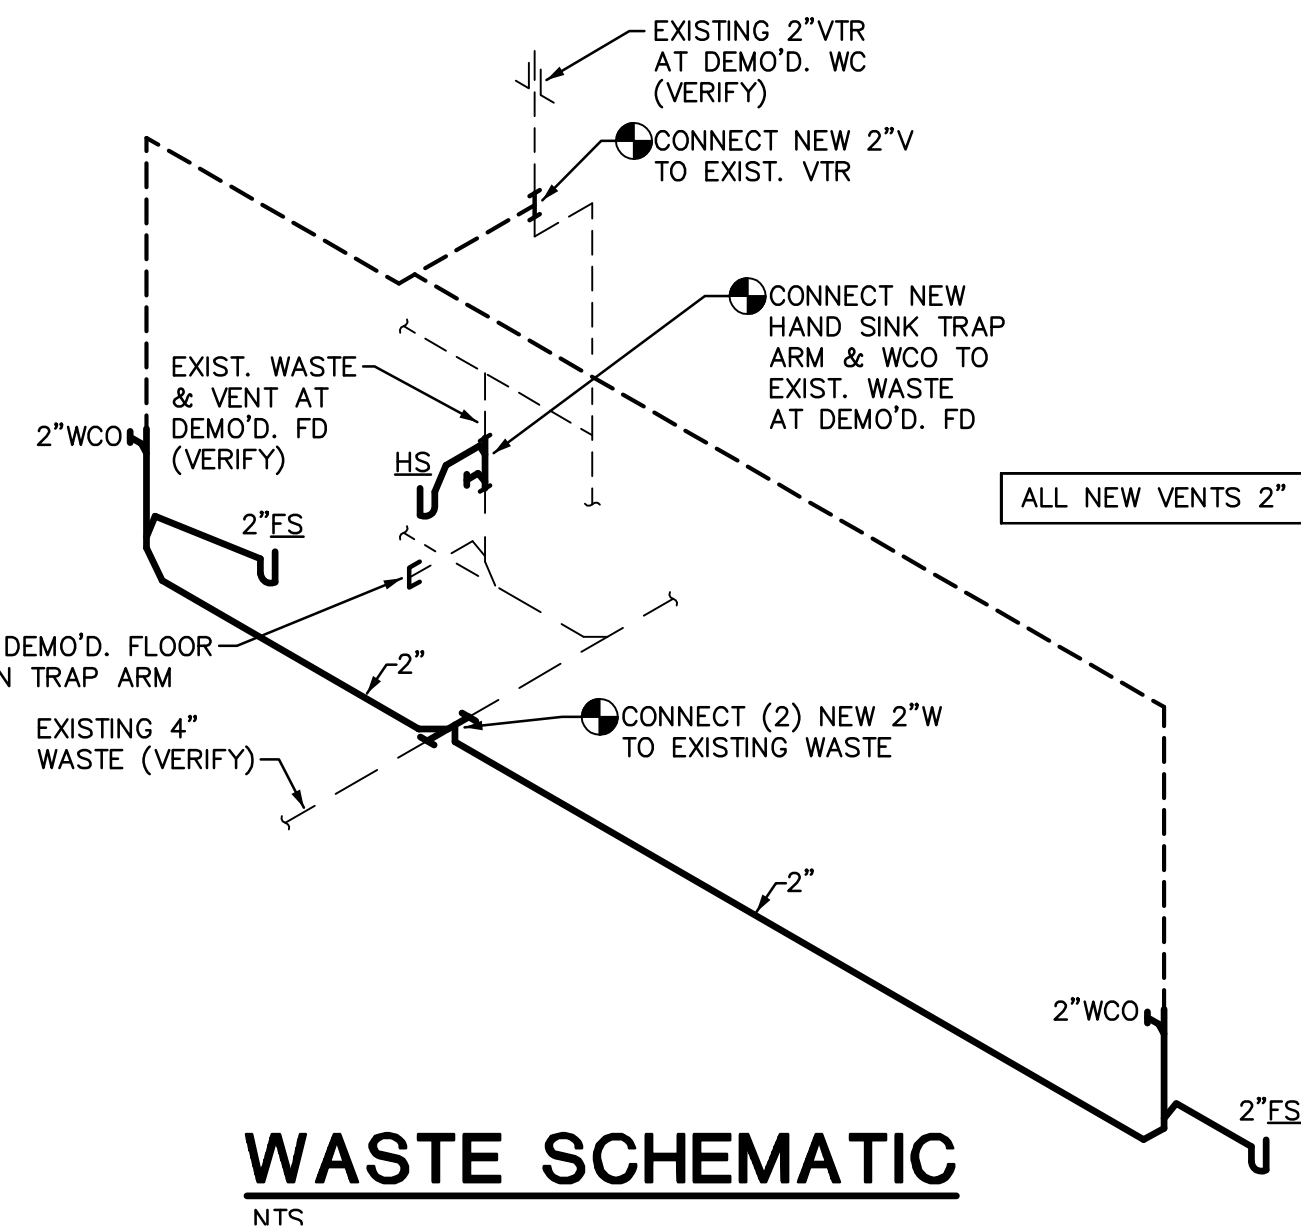 EXISTING 2"VTR
AT DEMO'D. WC
(VERIFY)
CONNECT NEW 2"V
TO EXIST. VTR
CONNECT NEW
HAND SINK TRAP
ARM & WCO TO
EXIST. WASTE
AT DEMO'D. FD
EXIST. WASTE
& VENT AT
DEMO'D. FD
(VERIFY)
2"WCO
HS
ALL NEW VENTS 2"
2"FS
DEMO'D. FLOOR
N TRAP ARM
2"
EXISTING 4"
WASTE (VERIFY)
CONNECT (2) NEW 2"W
TO EXISTING WASTE
2"
2"WCO
2"FS
WASTE SCHEMATIC
NTS